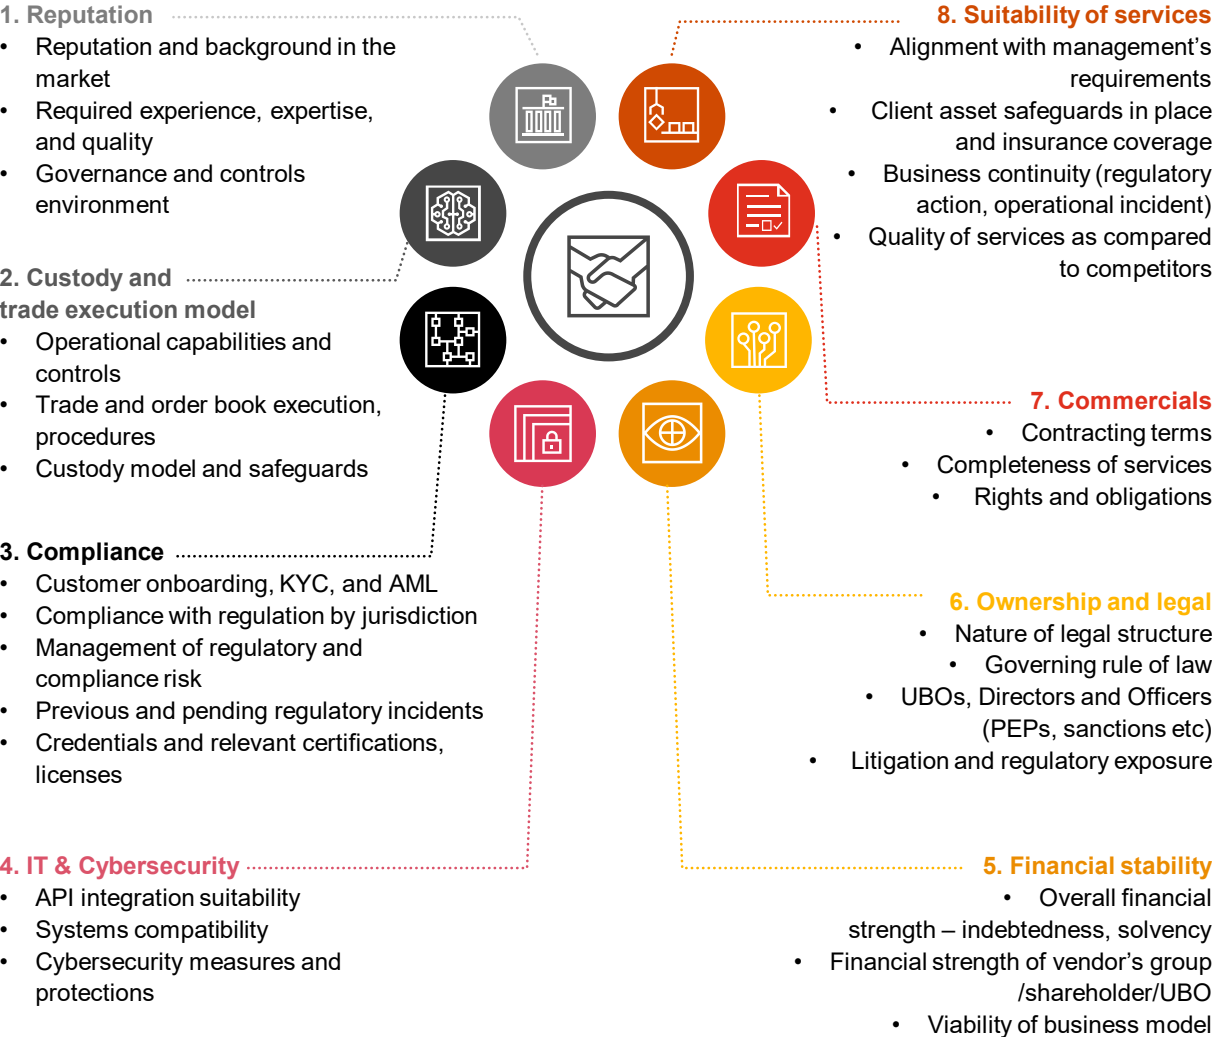 1. Reputation
• Reputation and background in the
market
• Required experience, expertise,
and quality
• Governance and controls
environment
2. Custody and
trade execution model
• Operational capabilities and
controls
• Trade and order book execution,
procedures
• Custody model and safeguards
3. Compliance
• Customer onboarding, KYC, and AML
• Compliance with regulation by jurisdiction
• Management of regulatory and
compliance risk
• Previous and pending regulatory incidents
• Credentials and relevant certifications,
licenses
4. IT & Cybersecurity
• API integration suitability
• Systems compatibility
• Cybersecurity measures and
protections
8. Suitability of services
• Alignment with management’s
requirements
• Client asset safeguards in place
and insurance coverage
• Business continuity (regulatory
action, operational incident)
• Quality of services as compared
to competitors
7. Commercials
• Contracting terms
• Completeness of services
• Rights and obligations
6. Ownership and legal
• Nature of legal structure
• Governing rule of law
• UBOs, Directors and Officers
(PEPs, sanctions etc)
• Litigation and regulatory exposure
5. Financial stability
• Overall financial
strength – indebtedness, solvency
• Financial strength of vendor’s group
/shareholder/UBO
• Viability of business model